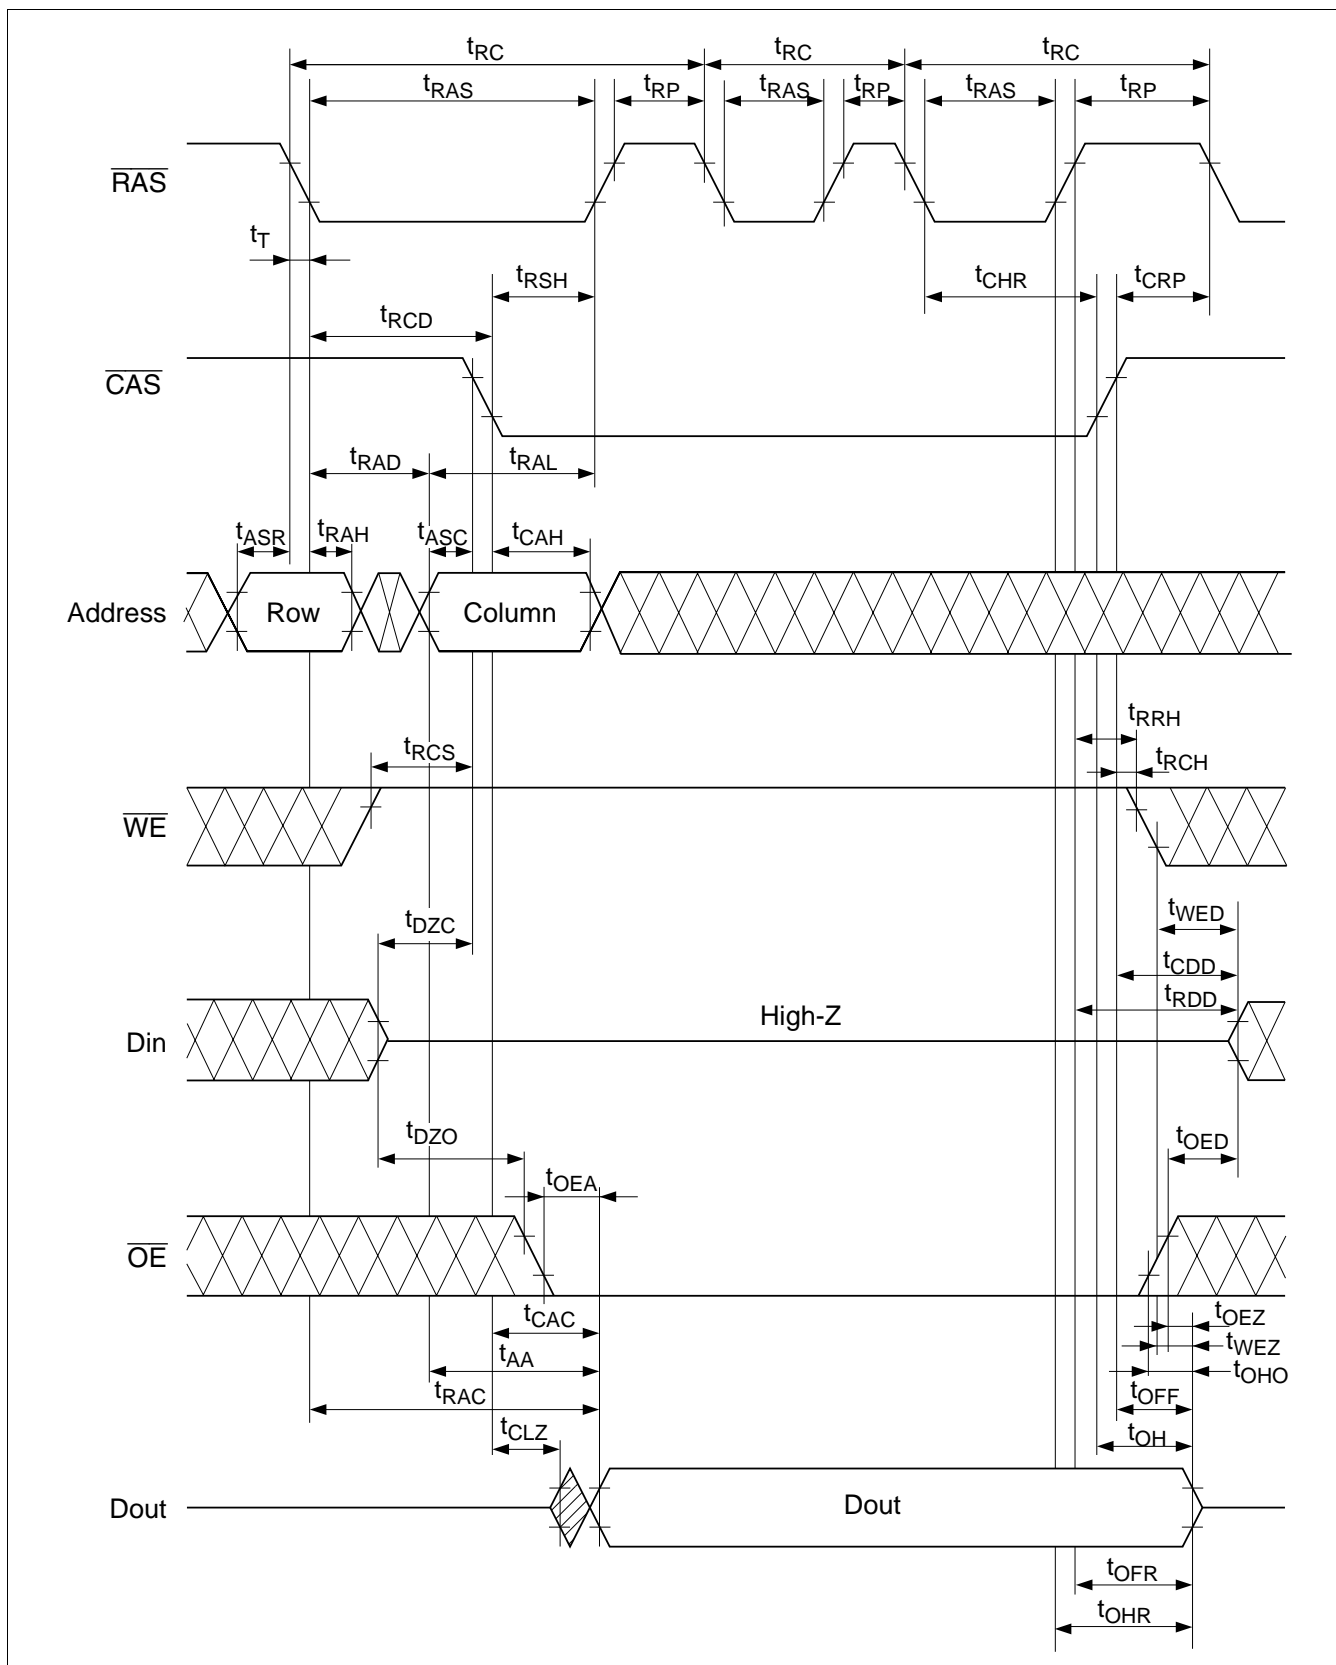 tRC tRC tRC
tRAS tRP tRAS tRP tRAS tRP
RAS
tT
tRSH tCHR tCRP
tRCD
CAS
tRAD tRAL
tASR tRAH tASC tCAH
Address Row Column
tRRH
tRCS tRCH
WE
tWED
tDZC
tCDD
tRDD
High-Z
Din
tDZO tOED
tOEA
OE
tCAC tOEZ
tAA tWEZ
tRAC tOHO
tOFF
tCLZ tOH
Dout Dout
tOFR
tOHR